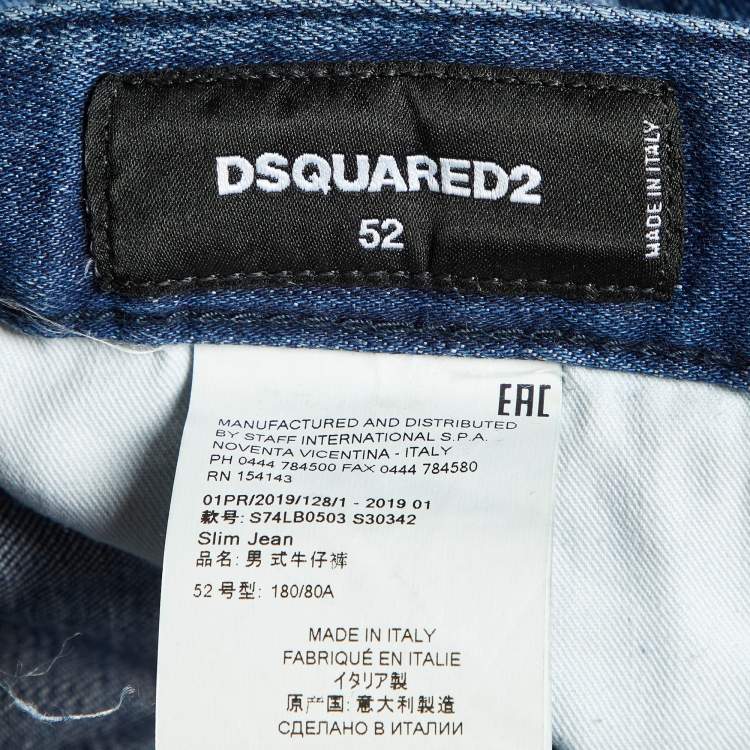 DSQUARED2
52
MADE IN ITALY
EAC
MANUFACTURED AND DISTRIBUTED
BY STAFF INTERNATIONAL S.P.A.
NOVENTA VICENTINA - ITALY
PH 0444 784500 FAX 0444 784580
RN 154143
01PR/2019/128/1 - 2019 01
款号: S74LB0503 S30342
Slim Jean
品名: 男 式牛仔裤
52 号型: 180/80A
MADE IN ITALY
FABRIQUÉ EN ITALIE
イタリア製
原产国: 意大利製造
СДЕЛАНО В ИТАЛИИ